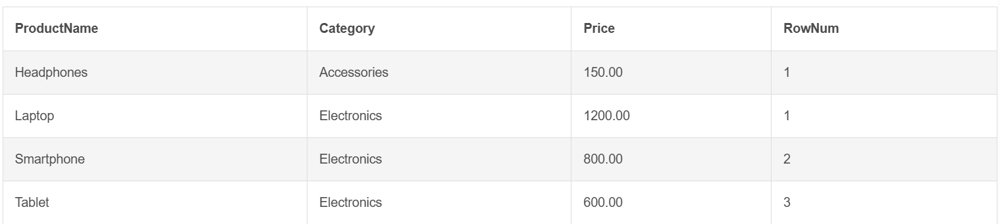 ProductName Category Price RowNum
Headphones Accessories 150.00 1
Laptop Electronics 1200.00 1
Smartphone Electronics 800.00 2
Tablet Electronics 600.00 3